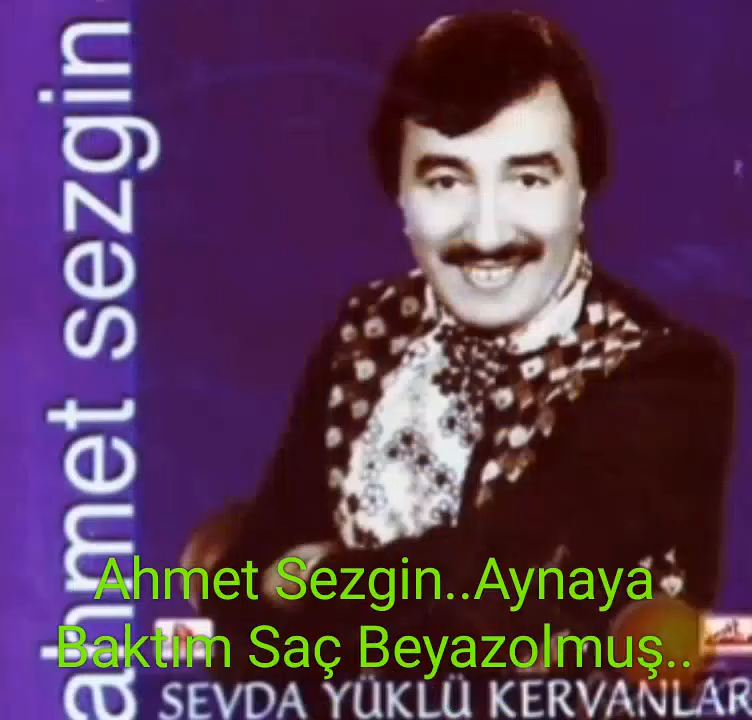 ahmet sezgin
Ahmet Sezgin..Aynaya
Baktım Saç Beyazolmuş..
SEVDA YÜKLÜ KERVANLAR